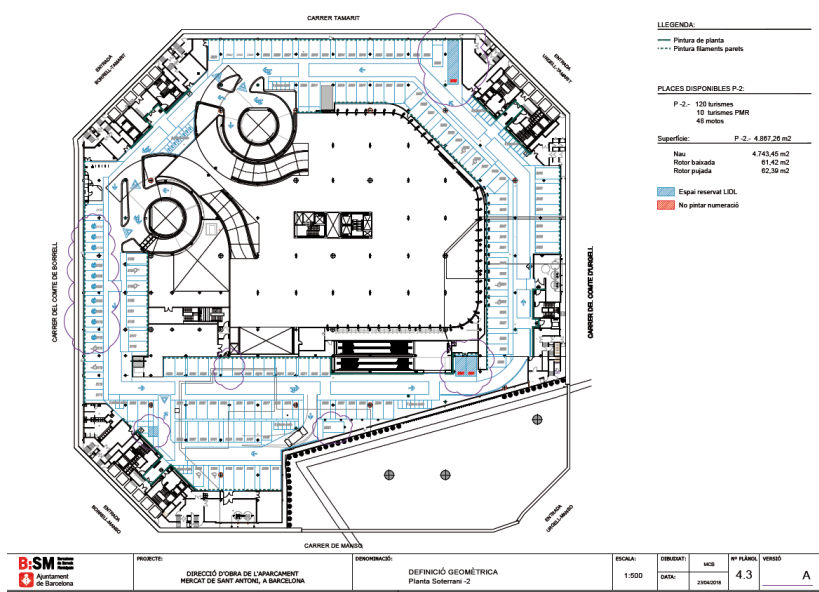 CARRER TAMARIT
ENTRADA
BORRELL-TAMARIT
ENTRADA
URGELL-TAMART
CARRER DEL COMTE DE BORRELL
CARRER DEL COMTE D'URGELL
ENTRADA
BORRELL-MANSO
ENTRADA
URGELL-MANSO
CARRER DE MANSO
LLEGENDA:
Pintura de planta
Pintura filaments parets
PLACES DISPONIBLES P-2:
P -2.- 120 turismes
10 turismes PMR
48 motos
Superfície: P -2.- 4.867,26 m2
Nau 4.743,45 m2
Rotor baixada 61,42 m2
Rotor pujada 62,39 m2
Espai reservat LIDL
No pintar numeració
B:SM Barcelona
de Serveis
Municipals
Ajuntament
de Barcelona
PROJECTE:
DIRECCIÓ D'OBRA DE L'APARCAMENT
MERCAT DE SANT ANTONI, A BARCELONA
DENOMINACIÓ:
DEFINICIÓ GEOMÈTRICA
Planta Soterrani -2
ESCALA:
1:500
DIBUIXAT:
MCB
DATA:
23/04/2018
Nº PLÀNOL
4.3
VERSIÓ
A